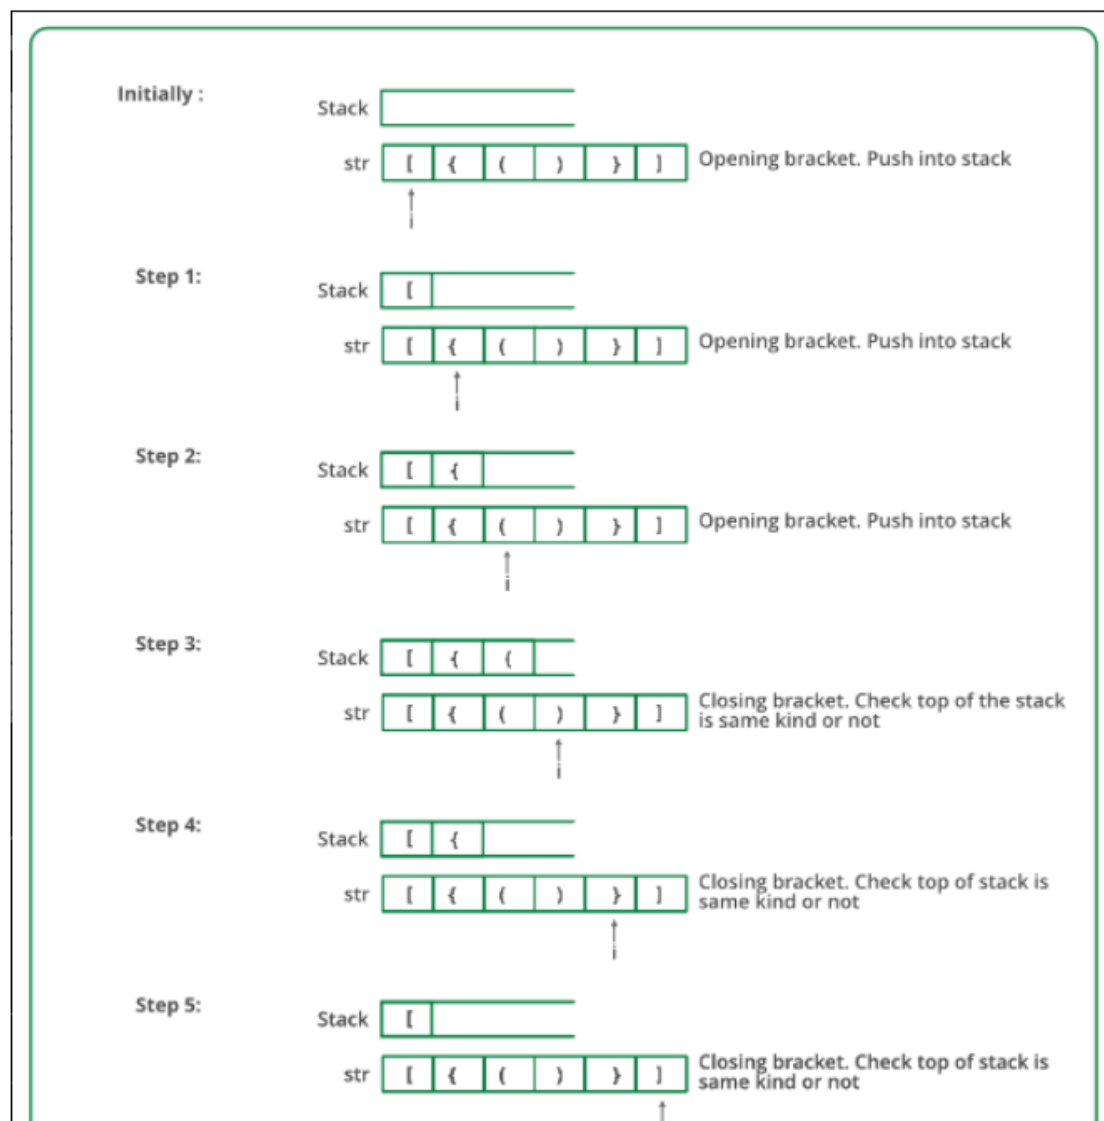 Initially :
Stack
str [ { ( ) } ] Opening bracket. Push into stack
i
Step 1:
Stack [
str [ { ( ) } ] Opening bracket. Push into stack
i
Step 2:
Stack [ {
str [ { ( ) } ] Opening bracket. Push into stack
i
Step 3:
Stack [ { (
str [ { ( ) } ] Closing bracket. Check top of the stack
is same kind or not
i
Step 4:
Stack [ {
str [ { ( ) } ] Closing bracket. Check top of stack is
same kind or not
i
Step 5:
Stack [
str [ { ( ) } ] Closing bracket. Check top of stack is
same kind or not